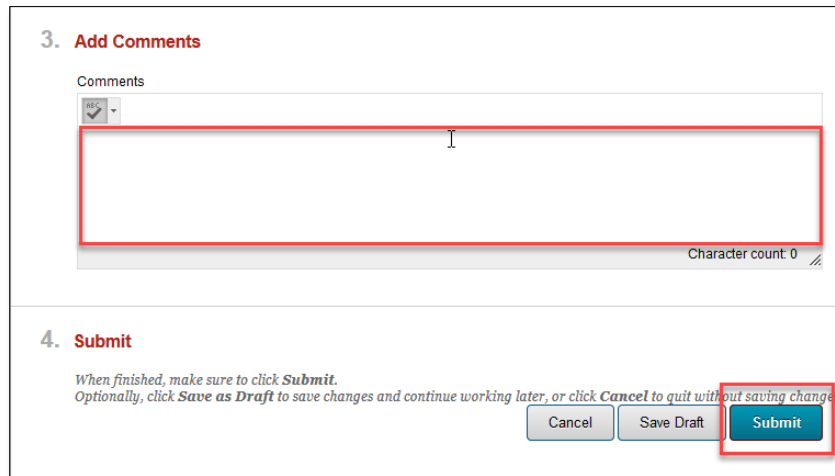 3. Add Comments
Comments
ABC
Character count: 0
4. Submit
When finished, make sure to click Submit.
Optionally, click Save as Draft to save changes and continue working later, or click Cancel to quit without saving change
Cancel Save Draft Submit